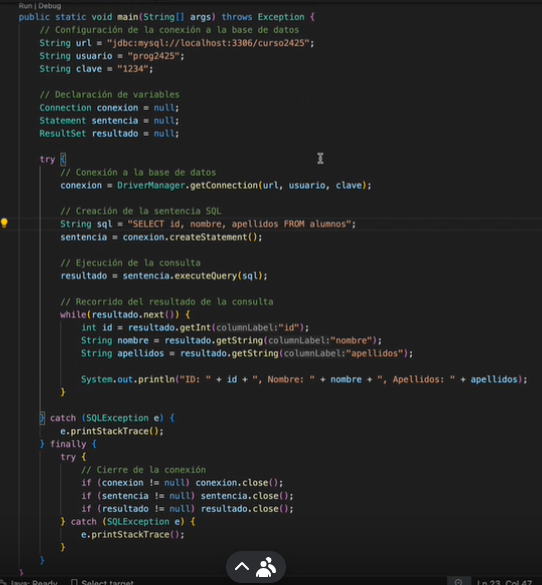 Run | Debug
public static void main(String[] args) throws Exception {
// Configuración de la conexión a la base de datos
String url = "jdbc:mysql://localhost:3306/curso2425";
String usuario = "prog2425";
String clave = "1234";
// Declaración de variables
Connection conexion = null;
Statement sentencia = null;
ResultSet resultado = null;
try {
// Conexión a la base de datos
conexion = DriverManager.getConnection(url, usuario, clave);
// Creación de la sentencia SQL
String sql = "SELECT id, nombre, apellidos FROM alumnos";
sentencia = conexion.createStatement();
// Ejecución de la consulta
resultado = sentencia.executeQuery(sql);
// Recorrido del resultado de la consulta
while(resultado.next()) {
int id = resultado.getInt(columnLabel:"id");
String nombre = resultado.getString(columnLabel:"nombre");
String apellidos = resultado.getString(columnLabel:"apellidos");
System.out.println("ID: " + id + ", Nombre: " + nombre + ", Apellidos: " + apellidos);
}
} catch (SQLException e) {
e.printStackTrace();
} finally {
try {
// Cierre de la conexión
if (conexion != null) conexion.close();
if (sentencia != null) sentencia.close();
if (resultado != null) resultado.close();
} catch (SQLException e) {
e.printStackTrace();
}
}
}
Java: Ready Select target Ln 23, Col 47